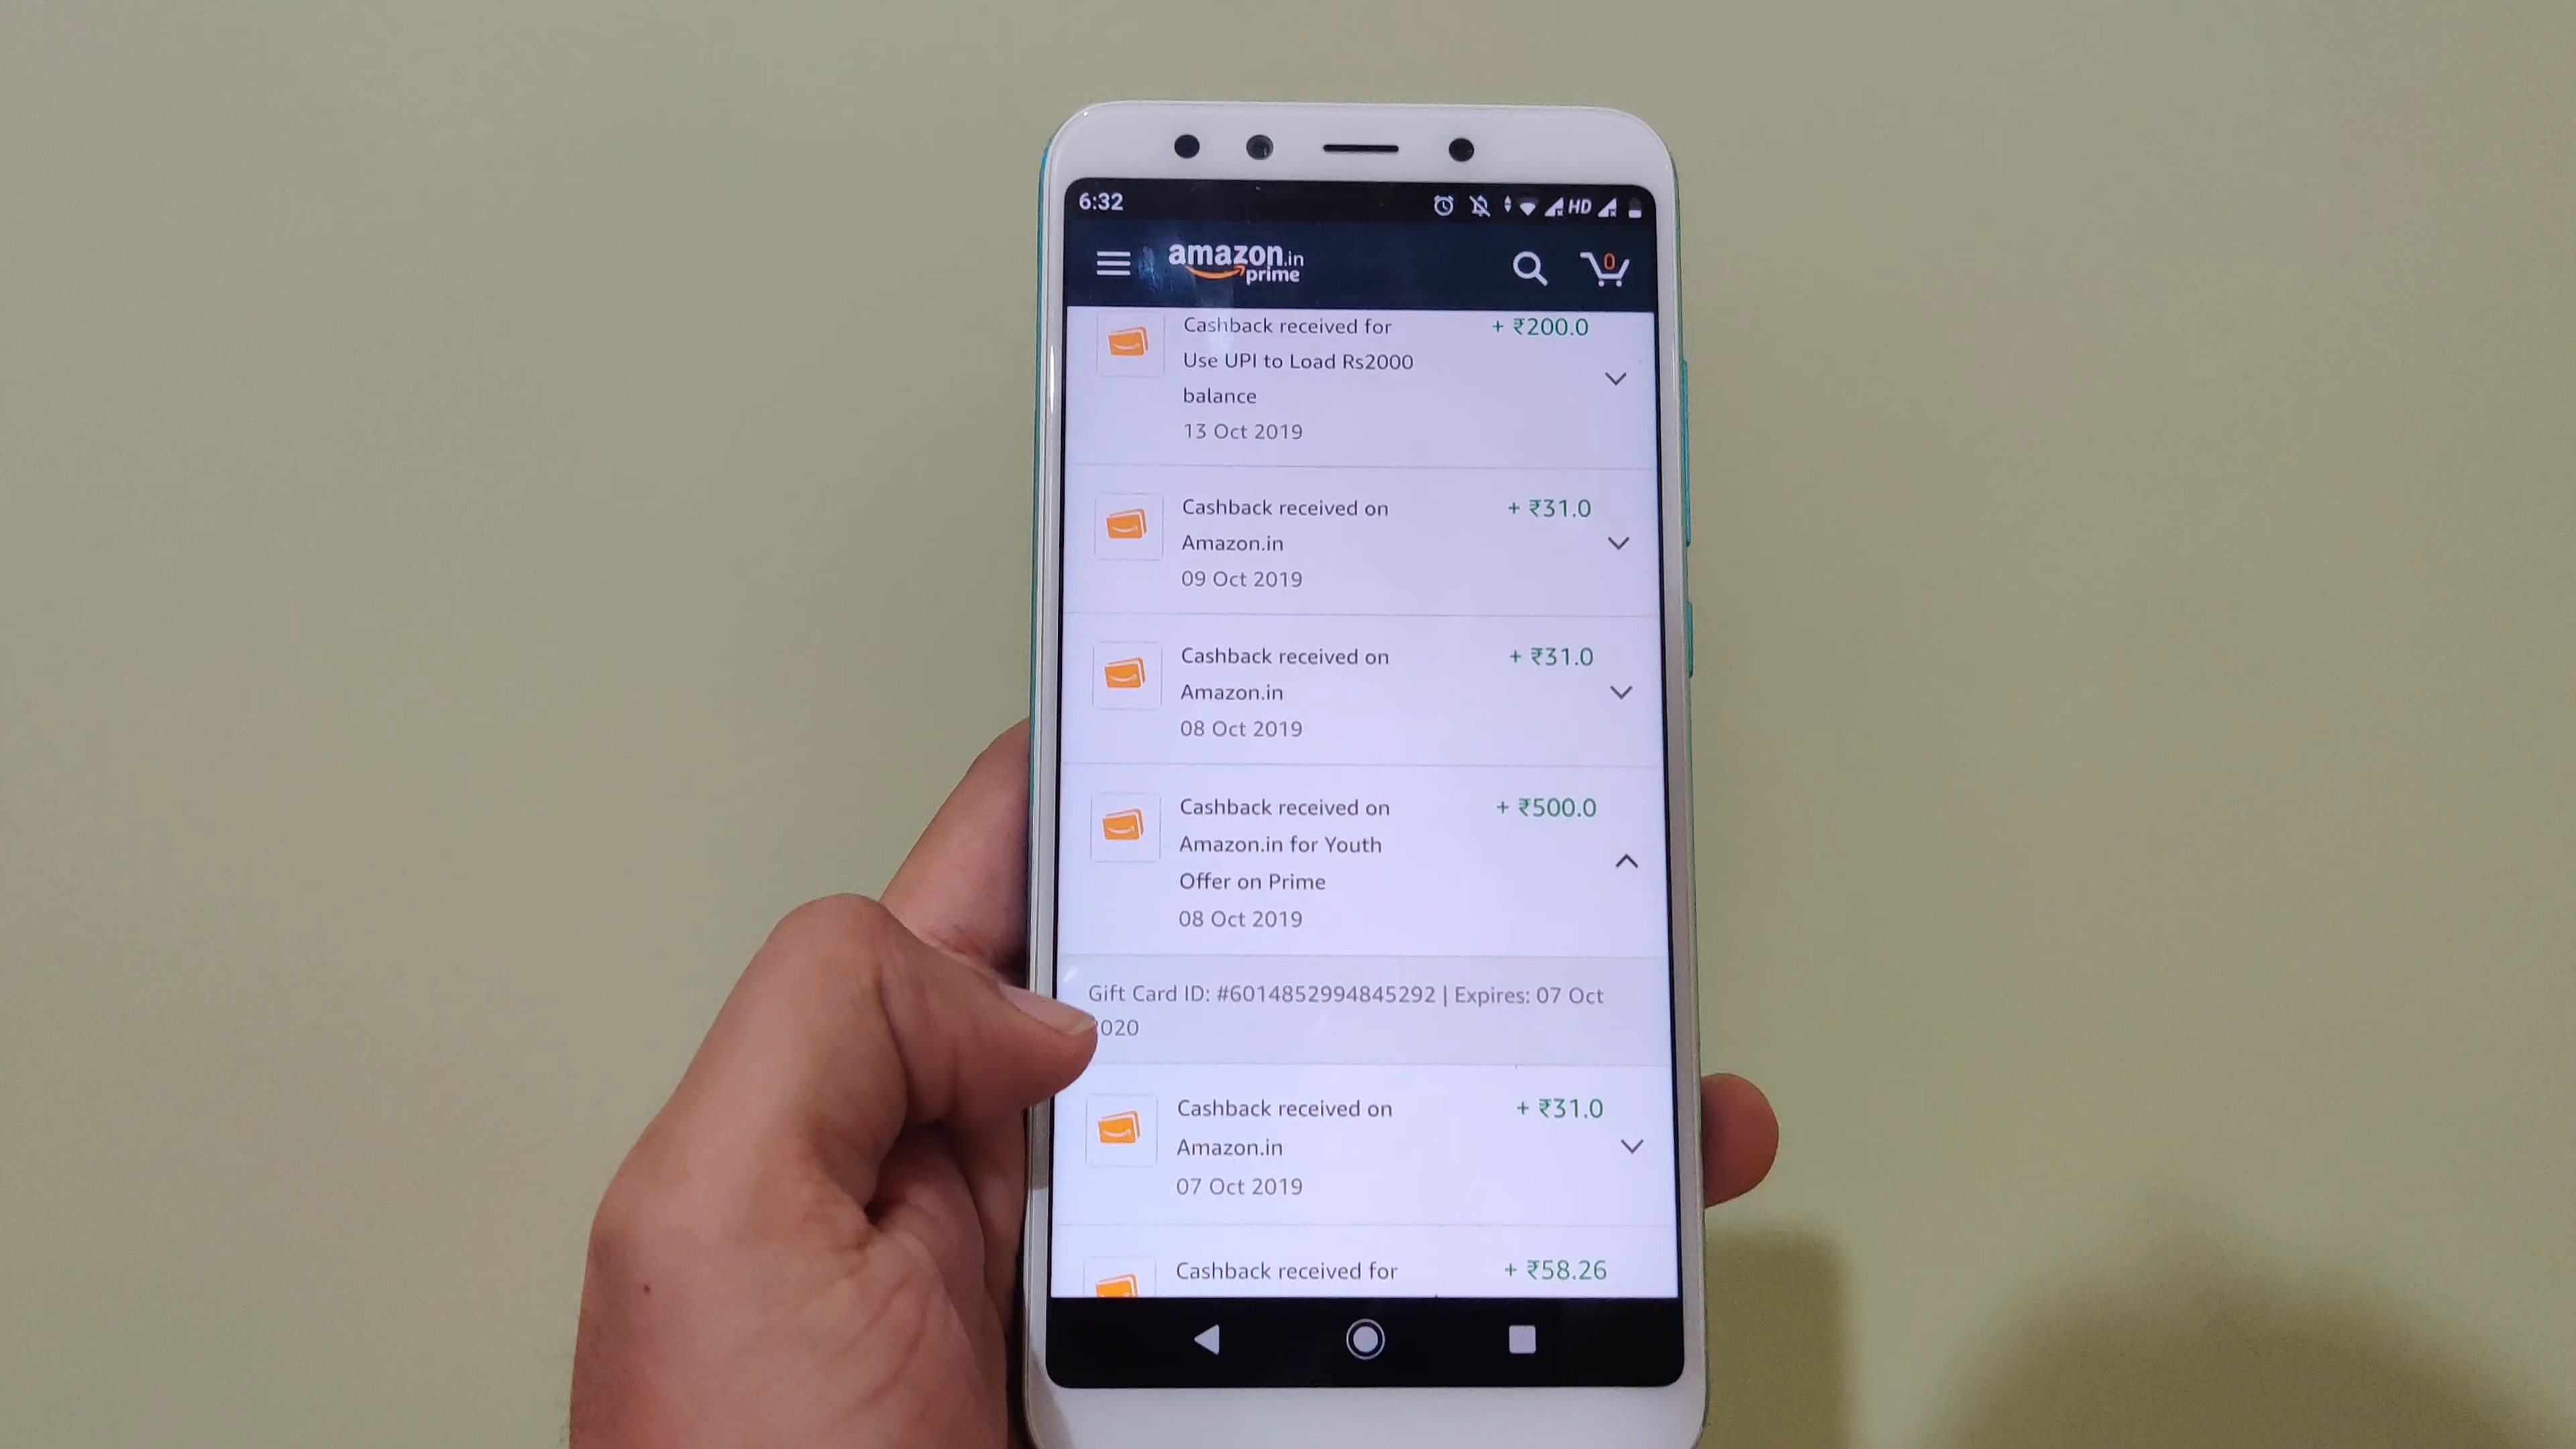 6:32
HD
amazon.in
prime
0
Cashback received for + ₹200.0
Use UPI to Load Rs2000
balance
13 Oct 2019
Cashback received on + ₹31.0
Amazon.in
09 Oct 2019
Cashback received on + ₹31.0
Amazon.in
08 Oct 2019
Cashback received on + ₹500.0
Amazon.in for Youth
Offer on Prime
08 Oct 2019
Gift Card ID: #6014852994845292 | Expires: 07 Oct
2020
Cashback received on + ₹31.0
Amazon.in
07 Oct 2019
Cashback received for + ₹58.26